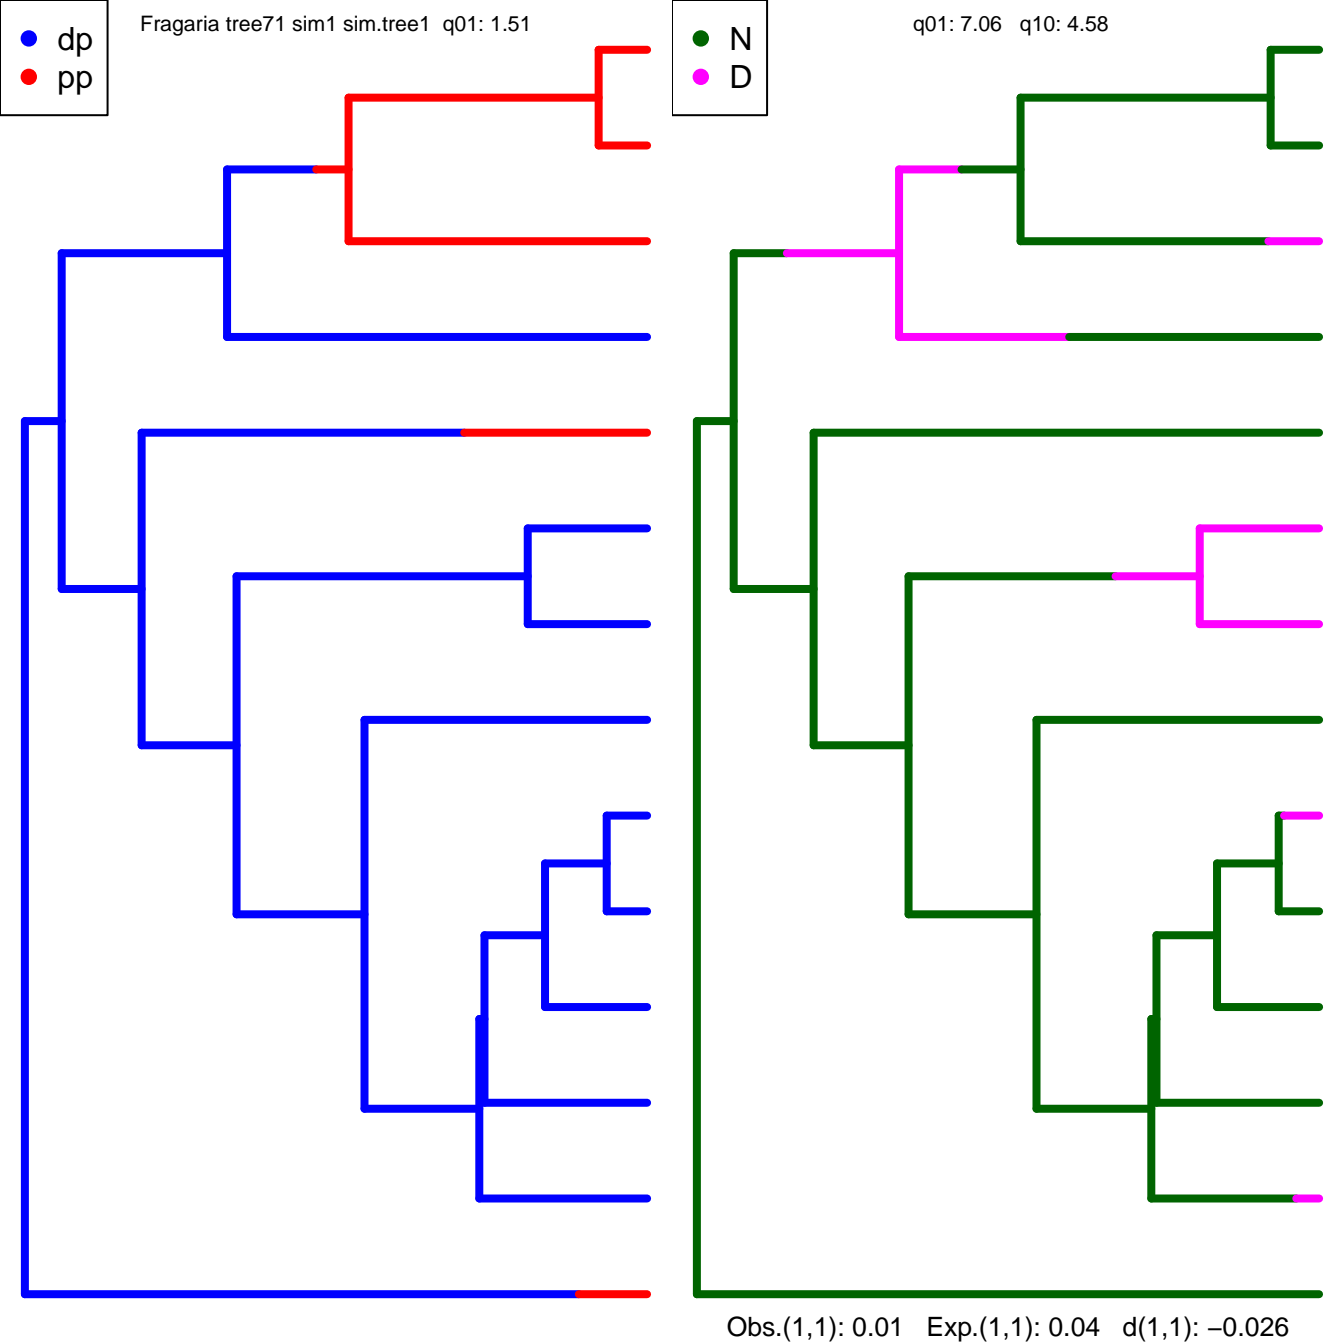 dp
pp
Fragaria tree71 sim1 sim.tree1  q01: 1.51
N
D
q01: 7.06   q10: 4.58
Obs.(1,1): 0.01   Exp.(1,1): 0.04   d(1,1): −0.026